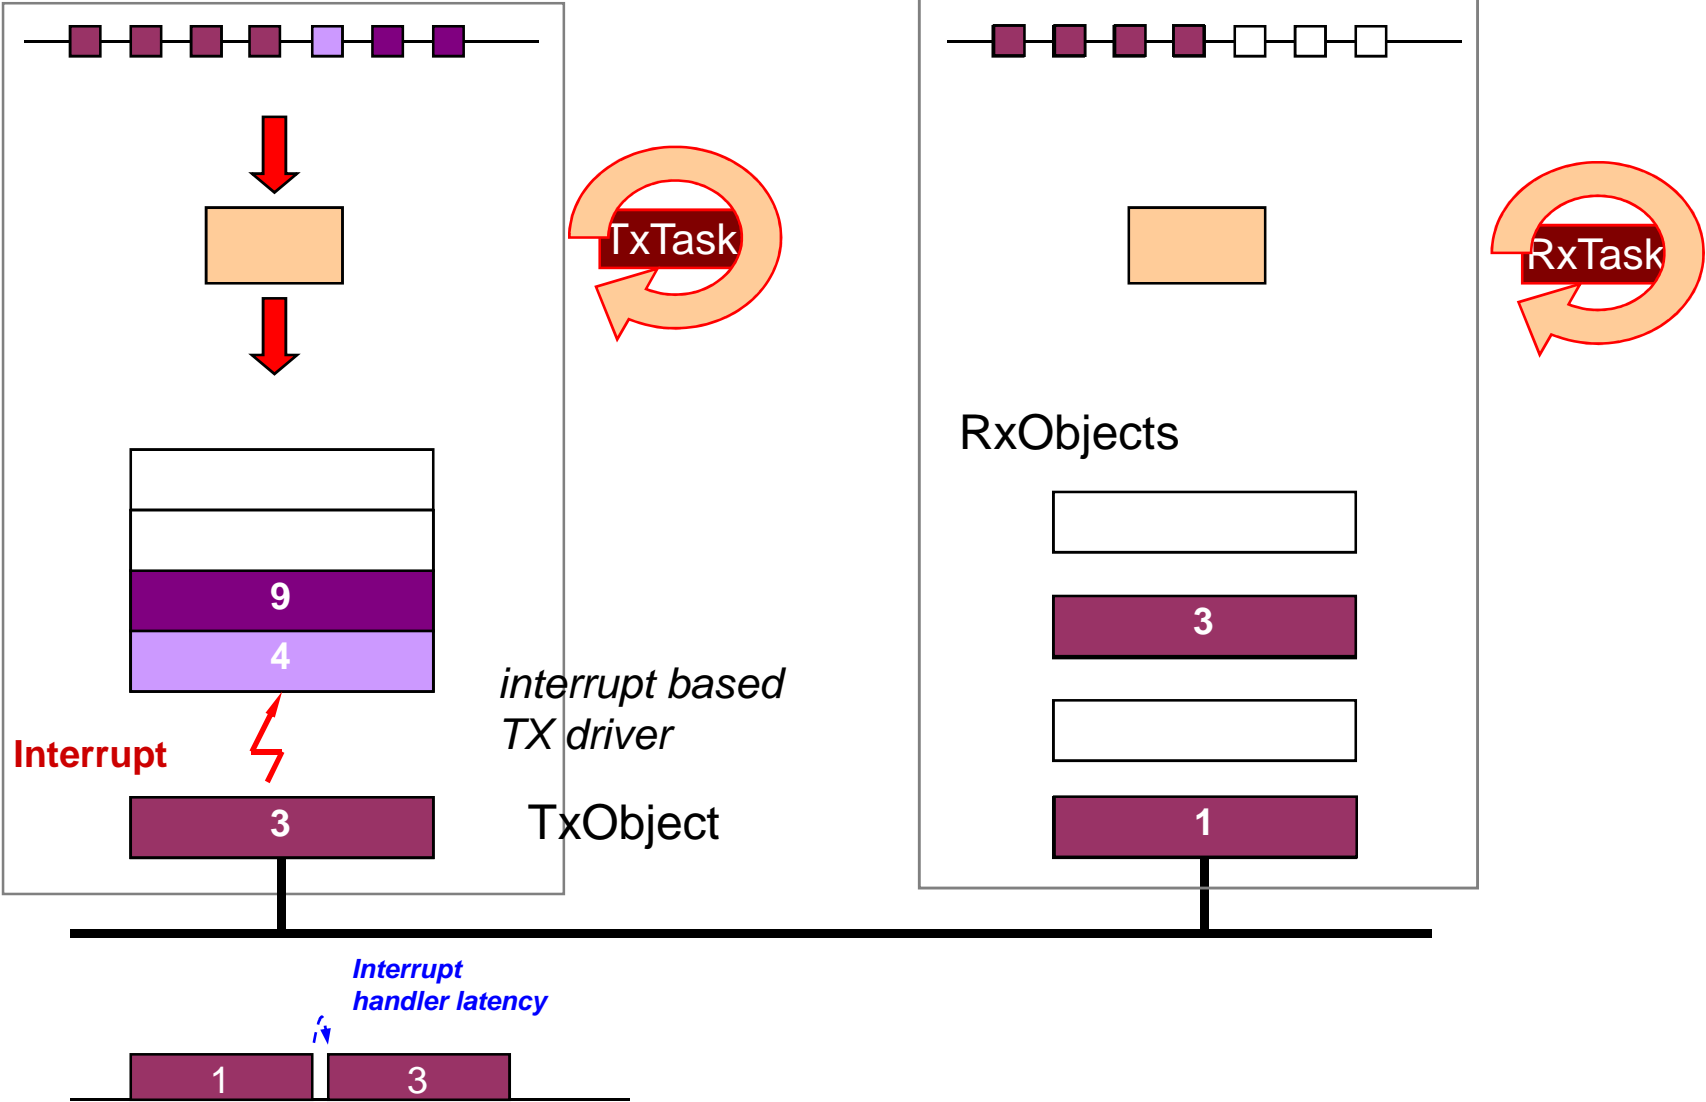 TxTask
RxTask
RxObjects
9
4
3
interrupt based
TX driver
Interrupt
3
TxObject
1
Interrupt
handler latency
1
3